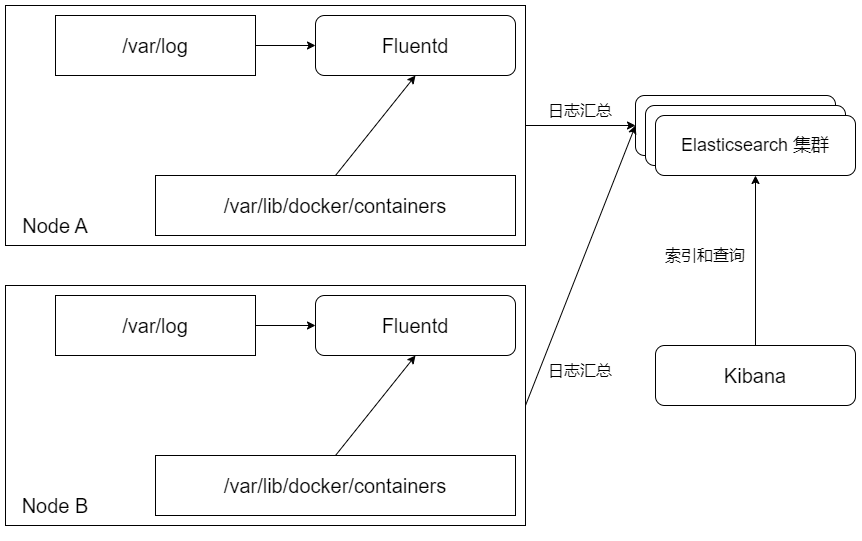 /var/log
Fluentd
/var/lib/docker/containers
Node A
日志汇总
Elasticsearch 集群
索引和查询
/var/log
Fluentd
日志汇总
Kibana
/var/lib/docker/containers
Node B